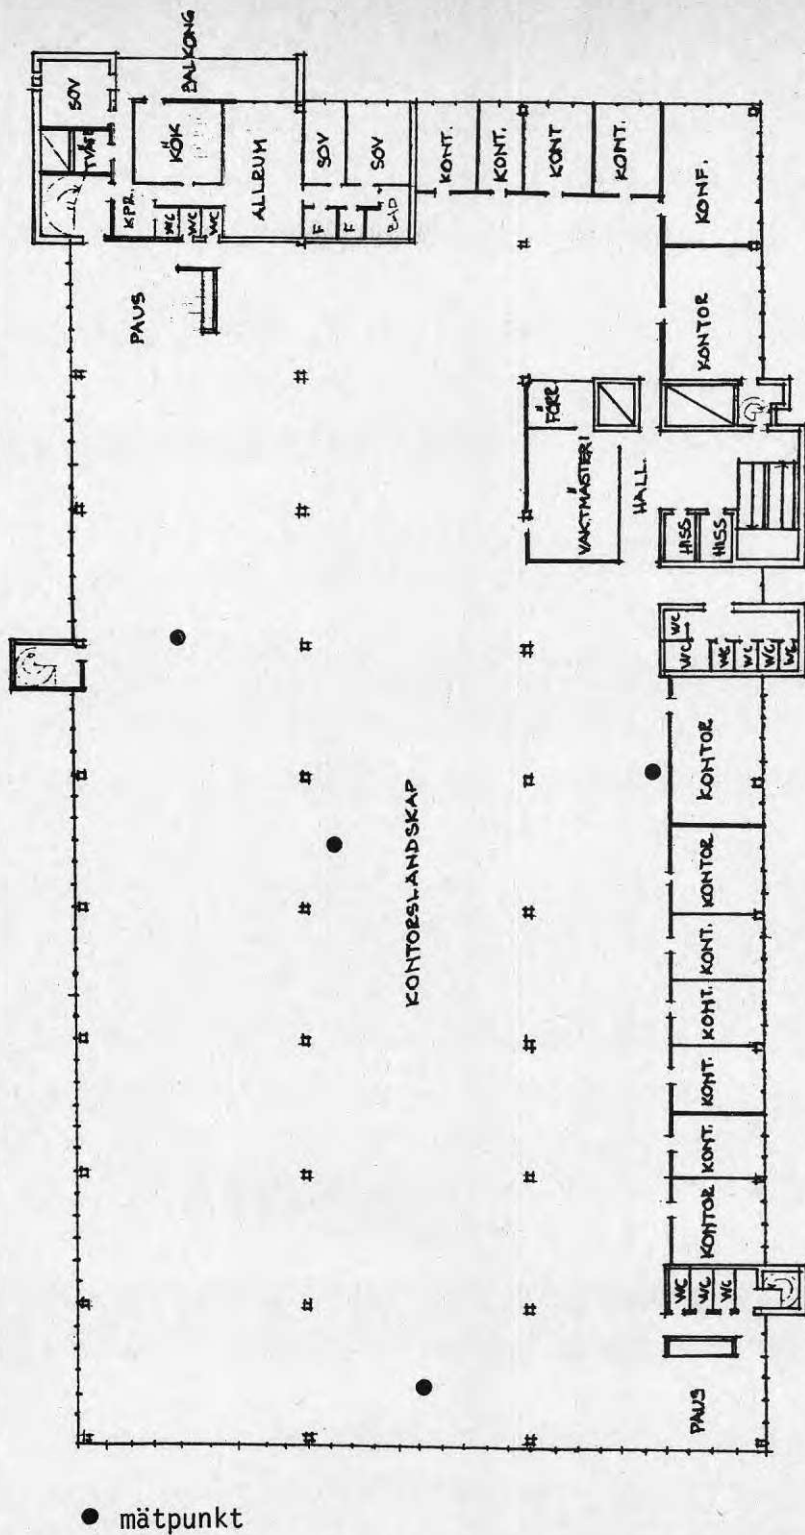 SOV
TVÄTT
BALKONG
KÖK
KPR.
WC
WC
WC
ALLRUM
SOV
SOV
F
F
BAD
KONT.
KONT.
KONT
KONT.
KONF.
KONTOR
PAUS
FÖRR.
VAKTMÄSTERI
HALL.
HISS
HISS
WC
WC
WC
WC
WC
WC
KONTORSLANDSKAP
KONTOR
KONTOR
KONT.
KONT.
KONT.
KONT.
KONTOR
WC
WC
WC
PAUS
mätpunkt